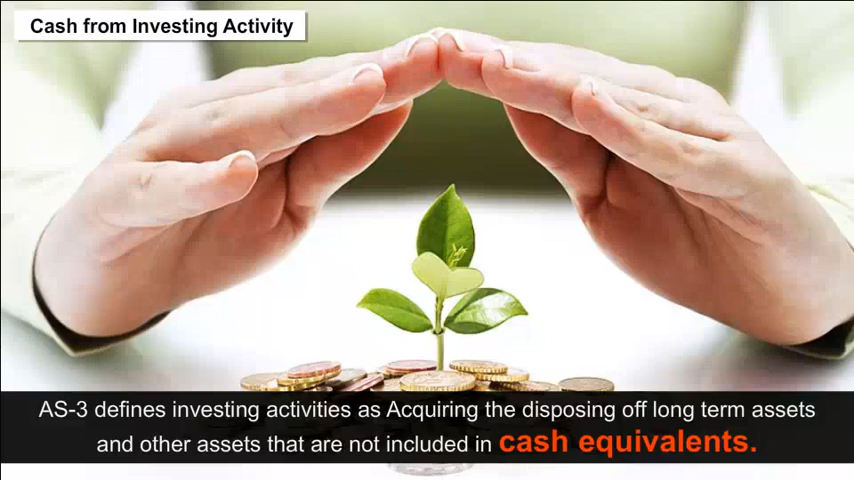 Cash from Investing Activity
AS-3 defines investing activities as Acquiring the disposing off long term assets
and other assets that are not included in cash equivalents.